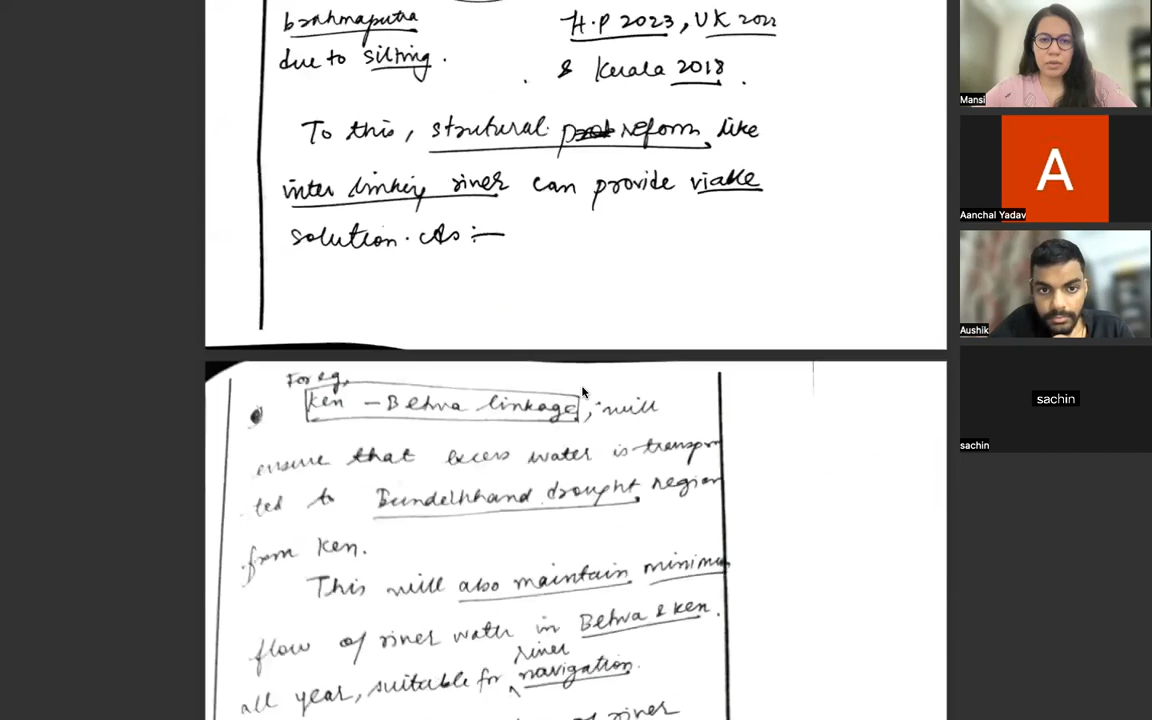 brahmaputra
due to silting.
H.P 2023, UK 2022
& Kerala 2018.
To this, strutural reform, like
inter linking river can provide viable
solution. As :-
For eg,
Ken - Betwa linkage, will
ensure that excess water is transpor
ted to Bundelkhand drought region
from Ken.
This will also maintain minimum
flow of river water in Betwa & Ken.
all year, suitable for river navigation.
of river
Mansi
A
Aanchal Yadav
Aushik
sachin
sachin